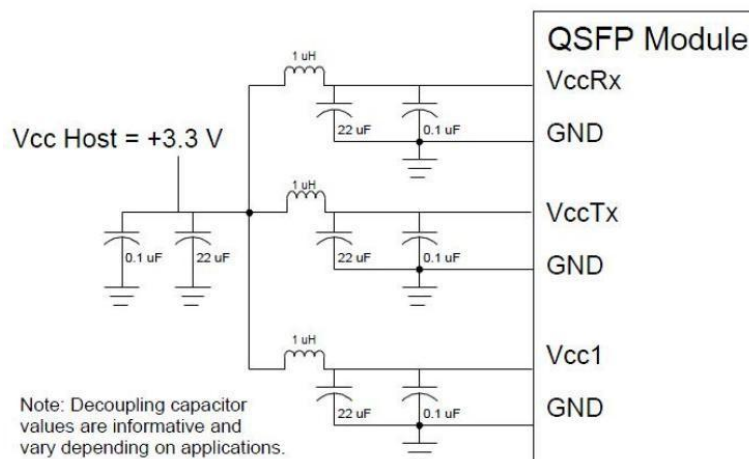 QSFP Module
1 uH
VccRx
22 uF
0.1 uF
GND
Vcc Host = +3.3 V
1 uH
VccTx
0.1 uF
22 uF
22 uF
0.1 uF
GND
1 uH
Vcc1
22 uF
0.1 uF
GND
Note: Decoupling capacitor
values are informative and
vary depending on applications.